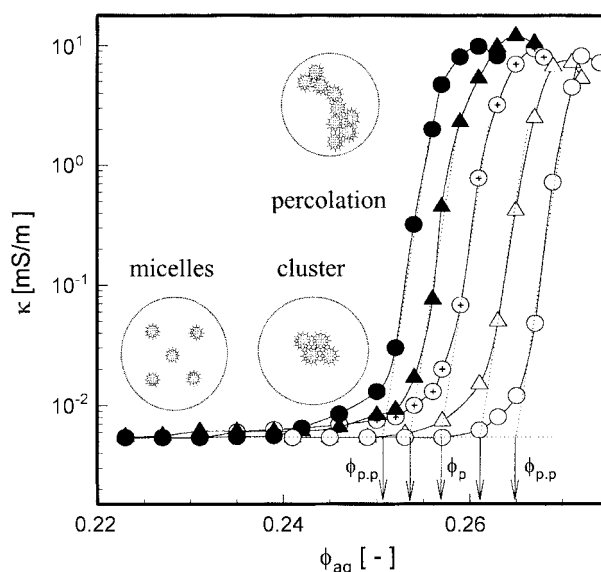 10¹
10⁰
10⁻¹
10⁻²
κ [mS/m]
percolation
micelles
cluster
ϕp.p
ϕp
ϕp.p
0.22
0.24
0.26
ϕaq [ - ]